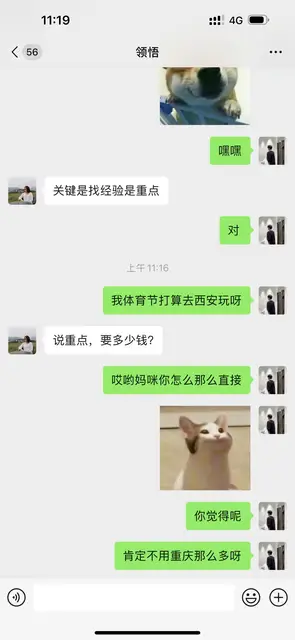 11:19
4G
56
领悟
嘿嘿
关键是找经验是重点
对
上午 11:16
我体育节打算去西安玩呀
说重点，要多少钱?
哎哟妈咪你怎么那么直接
你觉得呢
肯定不用重庆那么多呀